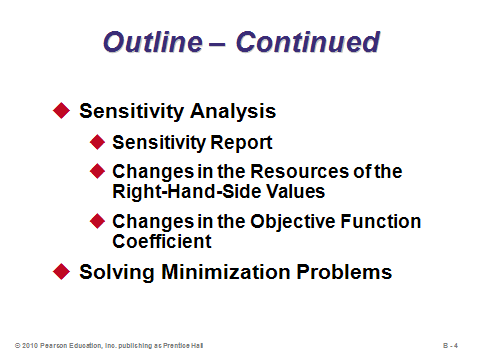 Outline – Continued
Sensitivity Analysis
Sensitivity Report
Changes in the Resources of the
Right-Hand-Side Values
Changes in the Objective Function
Coefficient
Solving Minimization Problems
© 2010 Pearson Education, Inc. publishing as Prentice Hall
B - 4